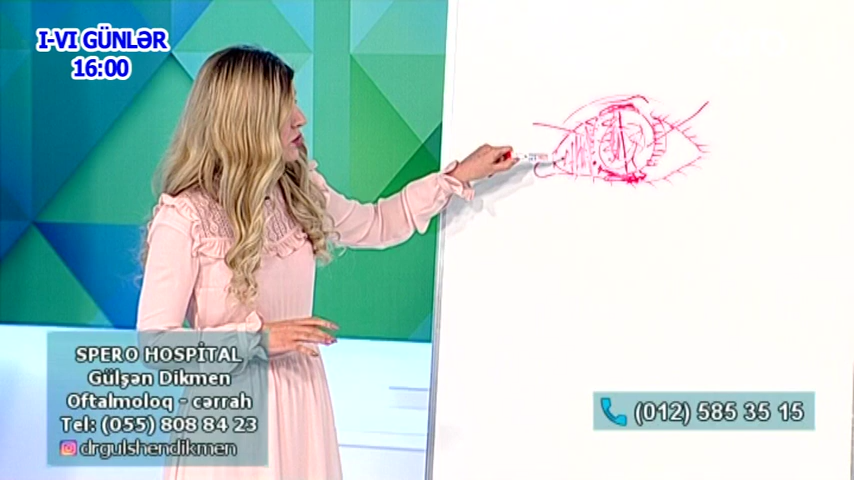 I-VI GÜNLƏR
16:00
SPERO HOSPİTAL
Gülşən Dikmen
Oftalmoloq - cərrah
Tel: (055) 808 84 23
drgulshendikmen
(012) 585 35 15